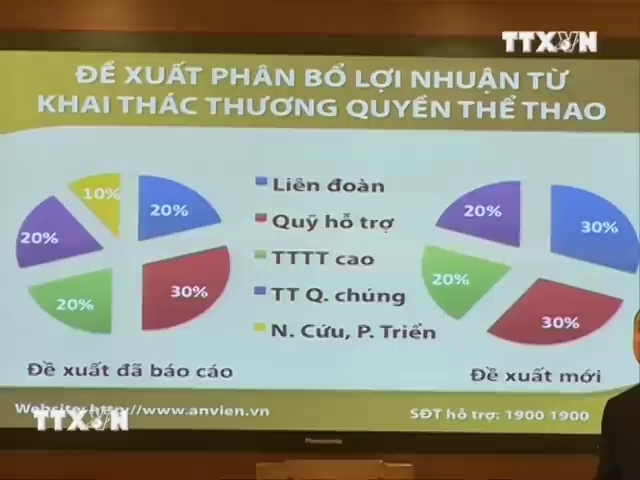 TTXVN
ĐỀ XUẤT PHÂN BỔ LỢI NHUẬN TỪ
KHAI THÁC THƯƠNG QUYỀN THỂ THAO
10%
20%
20%
20%
30%
Liên đoàn
Quỹ hỗ trợ
TTTT cao
TT Q. chúng
N. Cứu, P. Triển
20%
30%
20%
30%
Đề xuất đã báo cáo
Đề xuất mới
Website: http://www.anvien.vn
SĐT hỗ trợ: 1900 1900
TTXVN
Panasonic